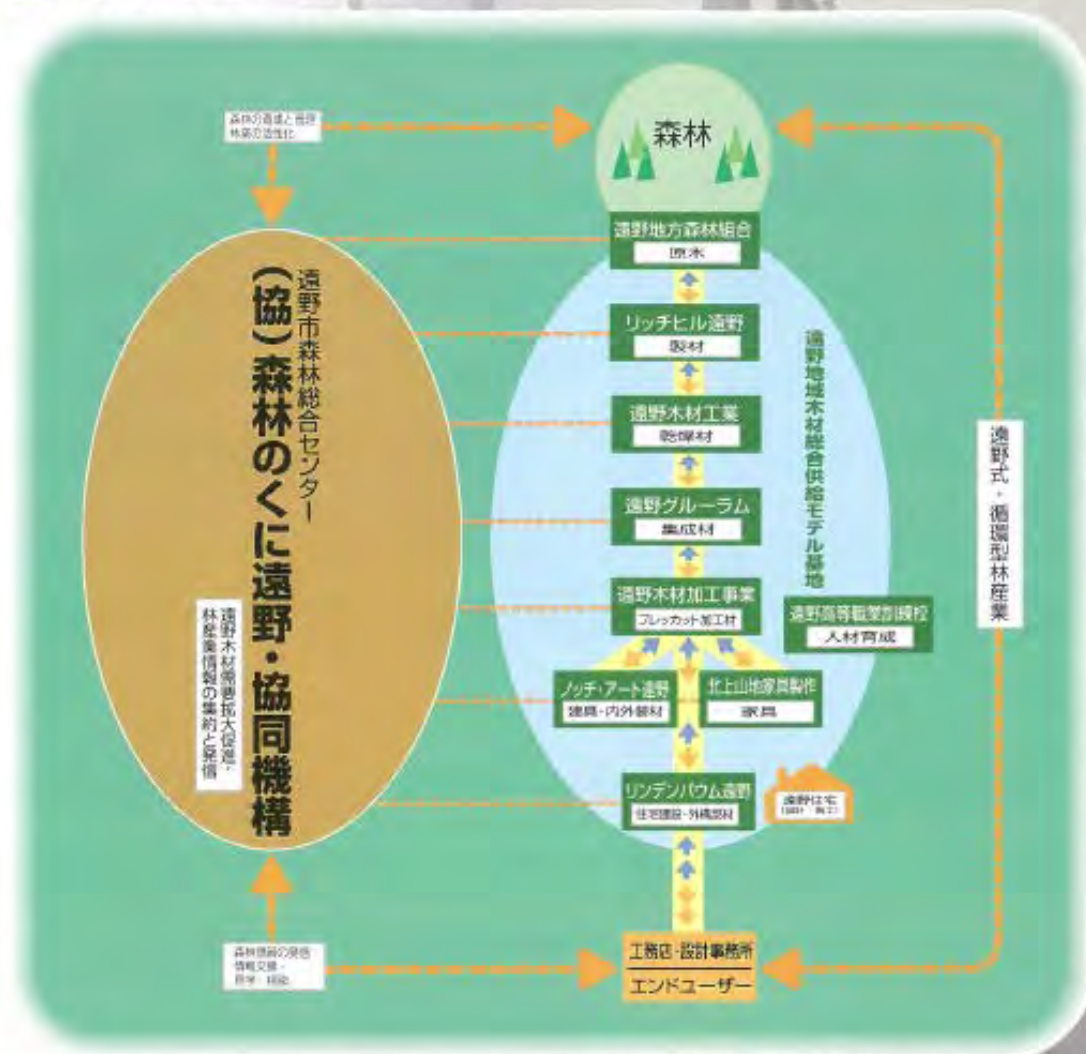 森林
森林の造成と管理
林業の活性化
遠野地方森林組合
原木
リッチヒル遠野
製材
遠野木材工業
乾燥材
遠野グルーラム
集成材
遠野木材加工事業
プレカット加工材
ノッチ・アート遠野
建具・内外装材
北上山地家具製作
家具
リンデンバウム遠野
住宅建設・外構部材
遠野住宅
遠野高等職業訓練校
人材育成
遠野地域木材総合供給モデル基地
遠野式・循環型林産業
遠野市森林総合センター
(協)森林のくに遠野・協同機構
遠野木材需要拡大促進・
林産業情報の集約と発信
情報交換・
工務店・設計事務所
エンドユーザー